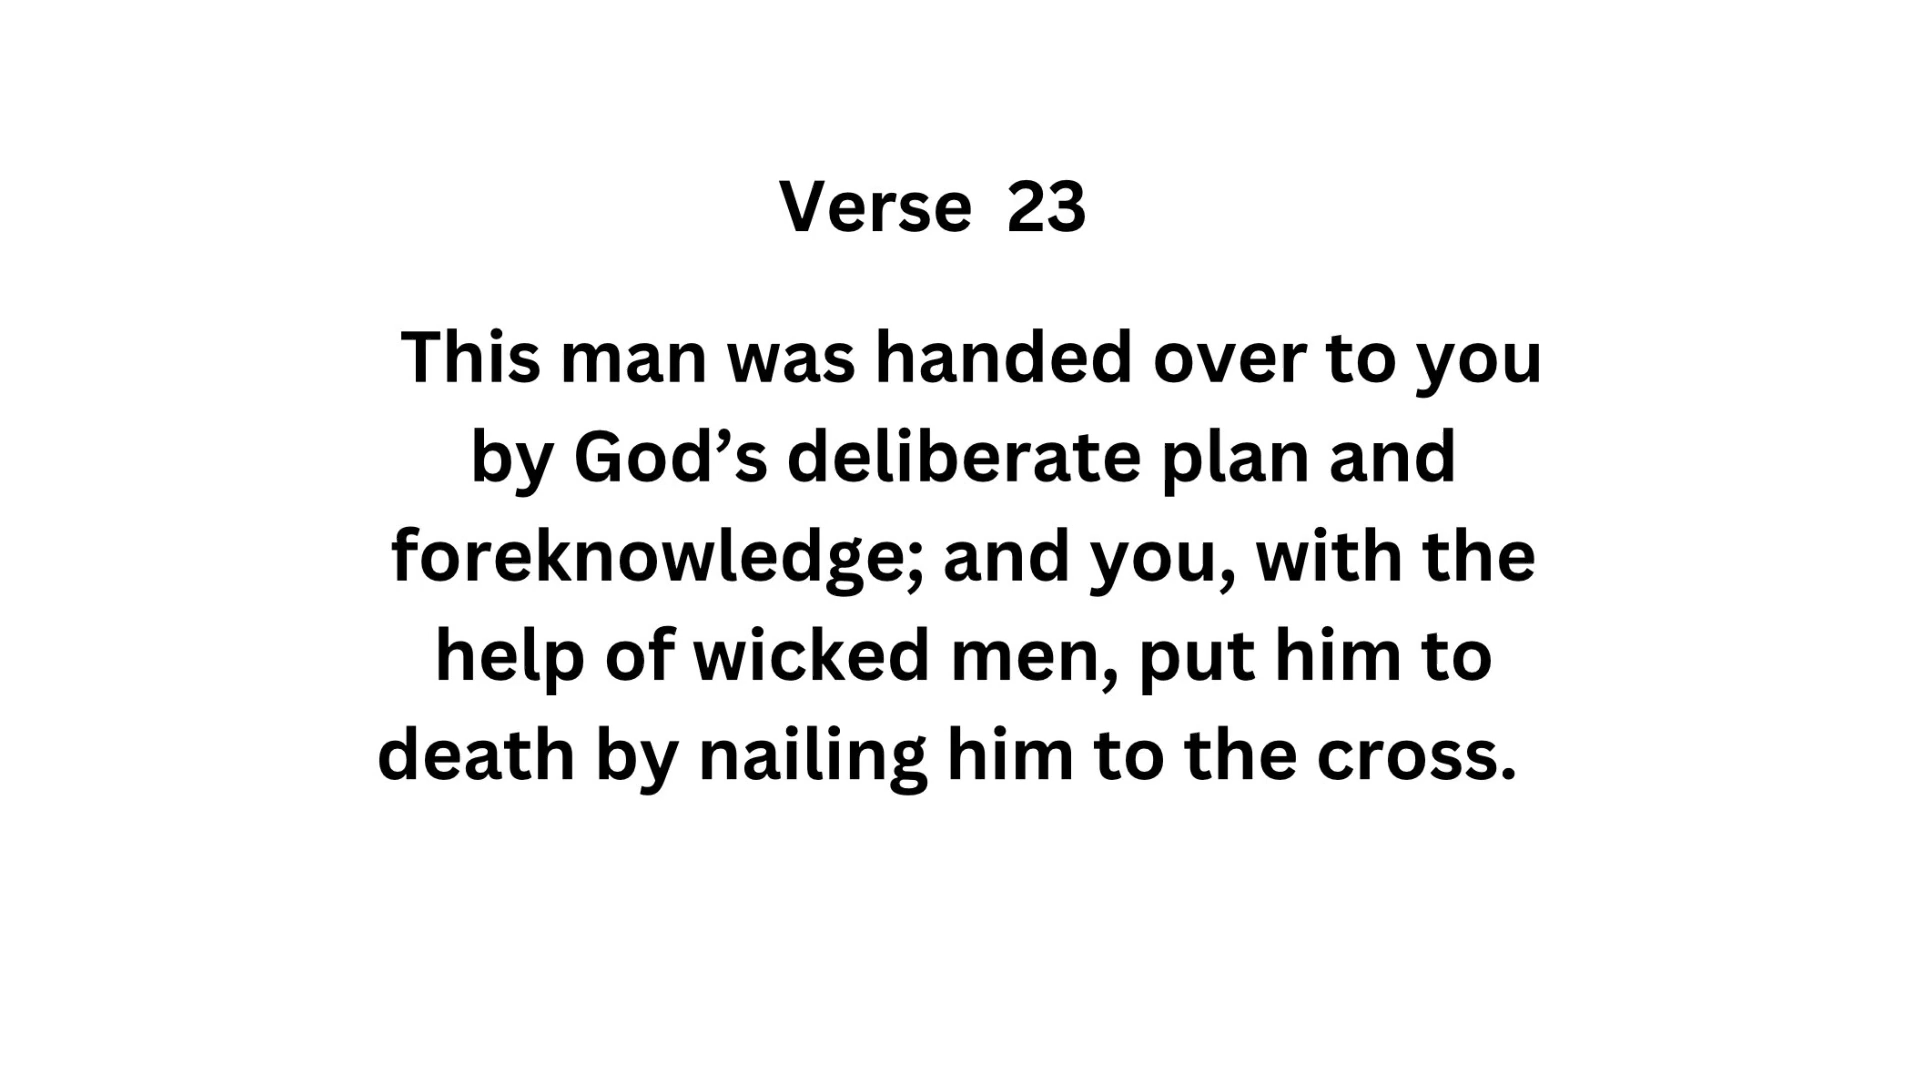 Verse  23
This man was handed over to you
by God’s deliberate plan and
foreknowledge; and you, with the
help of wicked men, put him to
death by nailing him to the cross.